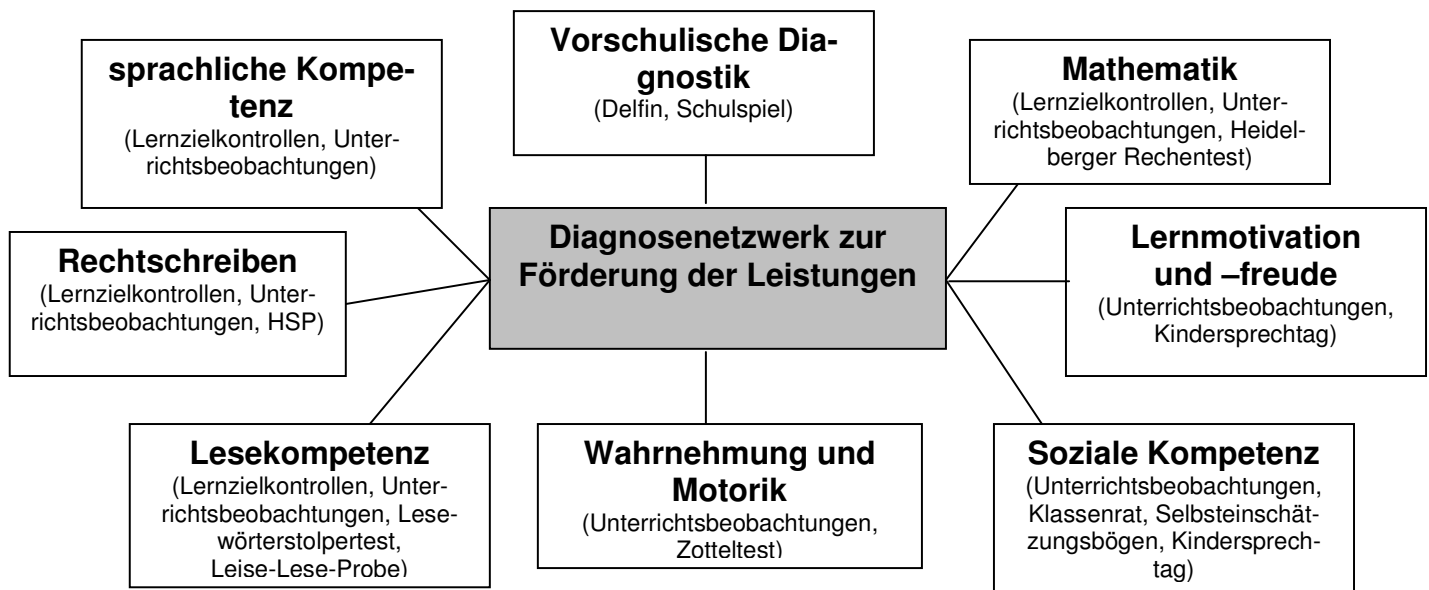 Vorschulische Dia-
gnostik
(Delfin, Schulspiel)
sprachliche Kompe-
tenz
(Lernzielkontrollen, Unter-
richtsbeobachtungen)
Mathematik
(Lernzielkontrollen, Unter-
richtsbeobachtungen, Heidel-
berger Rechentest)
Rechtschreiben
(Lernzielkontrollen, Unter-
richtsbeobachtungen, HSP)
Diagnosenetzwerk zur
Förderung der Leistungen
Lernmotivation
und –freude
(Unterrichtsbeobachtungen,
Kindersprechtag)
Lesekompetenz
(Lernzielkontrollen, Unter-
richtsbeobachtungen, Lese-
wörterstolpertest,
Leise-Lese-Probe)
Wahrnehmung und
Motorik
(Unterrichtsbeobachtungen,
Zotteltest)
Soziale Kompetenz
(Unterrichtsbeobachtungen,
Klassenrat, Selbsteinschät-
zungsbögen, Kindersprech-
tag)